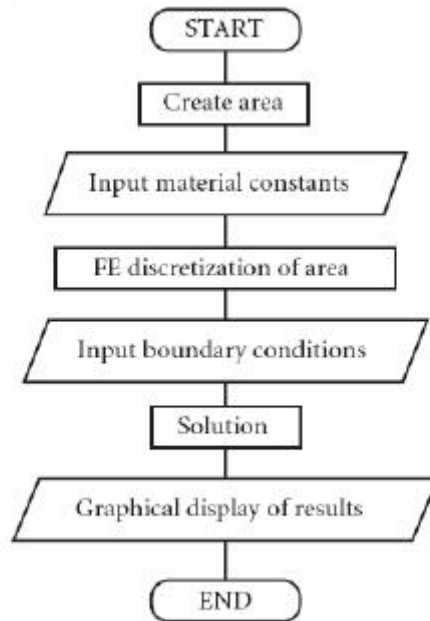 START
Create area
Input material constants
FE discretization of area
Input boundary conditions
Solution
Graphical display of results
END